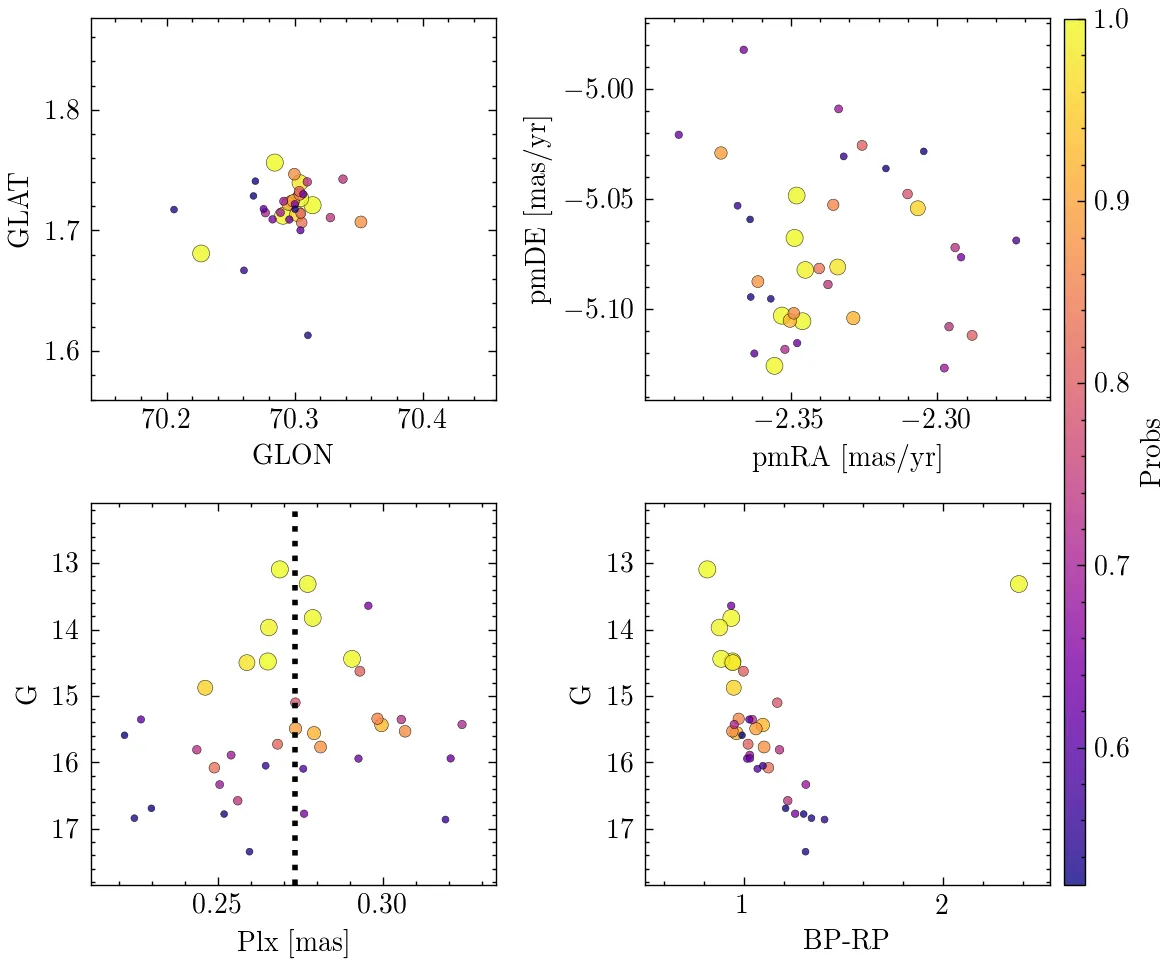 1.8
1.7
1.6
GLAT
70.2 70.3 70.4
GLON
−5.00
−5.05
−5.10
pmDE [mas/yr]
−2.35 −2.30
pmRA [mas/yr]
1.0
0.9
0.8
0.7
0.6
Probs
13
14
15
16
17
G
0.25 0.30
Plx [mas]
13
14
15
16
17
G
1 2
BP-RP